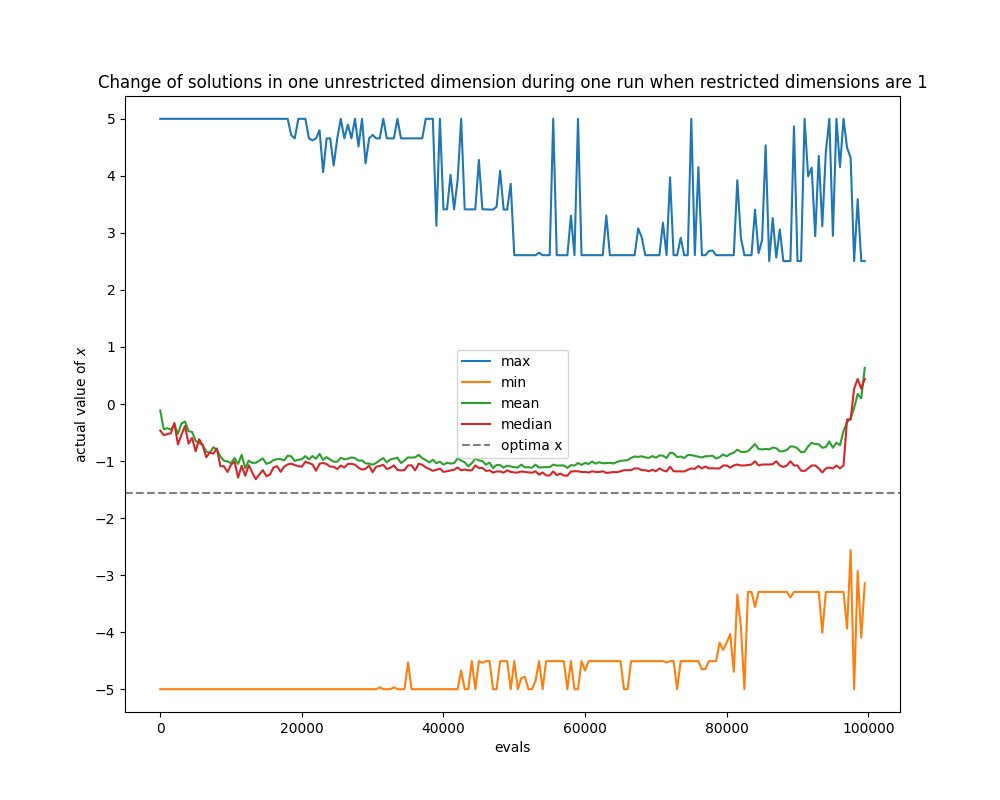 Change of solutions in one unrestricted dimension during one run when restricted dimensions are 1
5
4
3
2
1
0
−1
−2
−3
−4
−5
actual value of x
max
min
mean
median
optima x
0 20000 40000 60000 80000 100000
evals